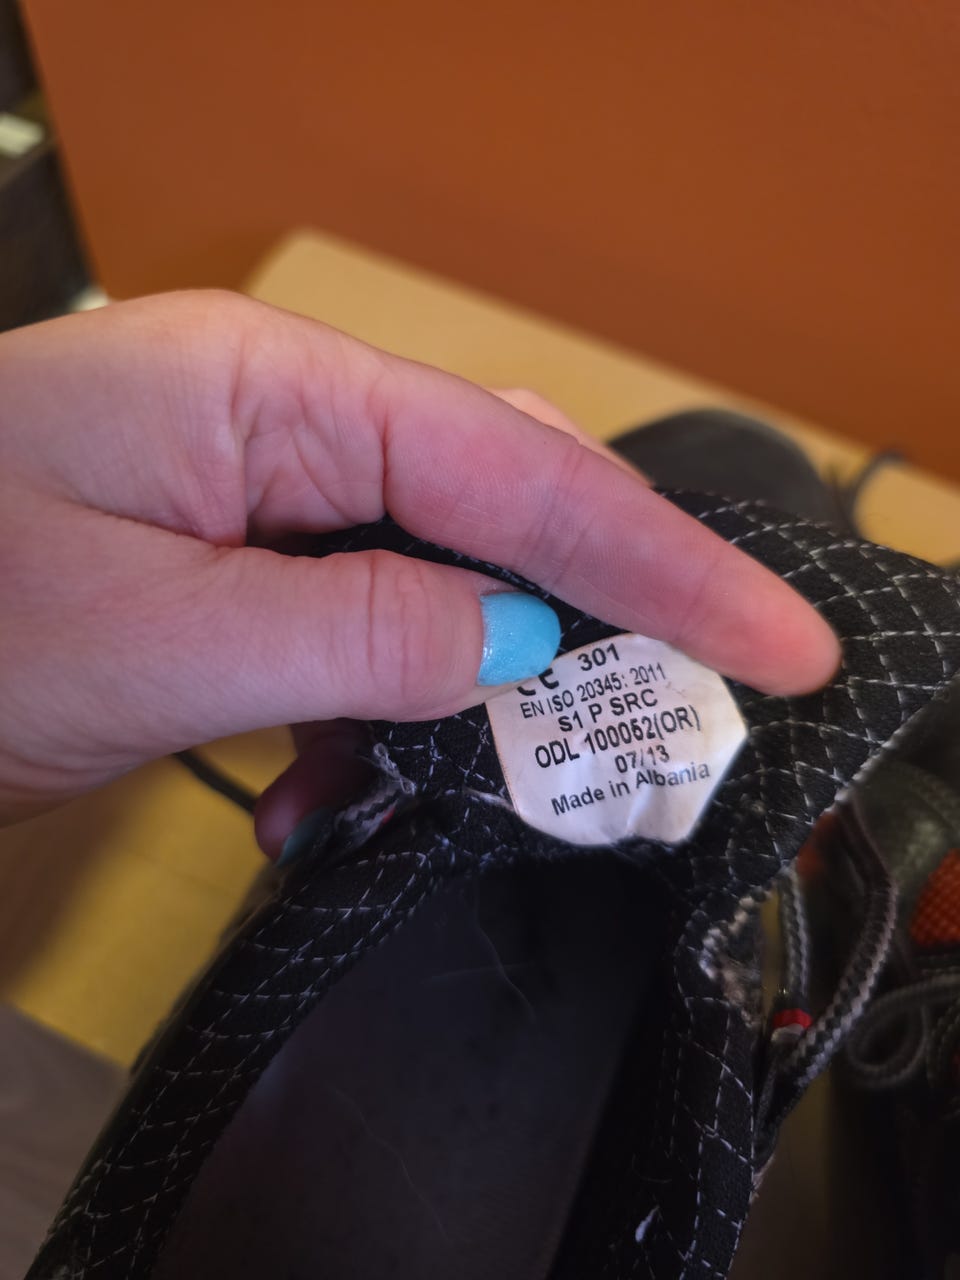 CE 301
EN ISO 20345: 2011
S1 P SRC
ODL 100052(OR)
07/13
Made in Albania